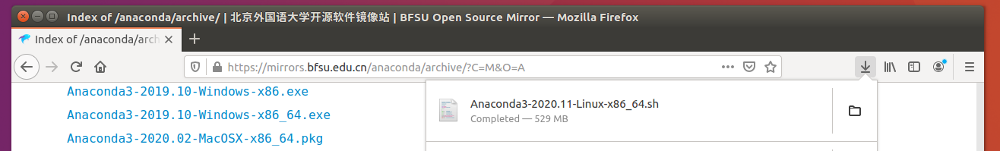 Index of /anaconda/archive/ | 北京外国语大学开源软件镜像站 | BFSU Open Source Mirror — Mozilla Firefox
Index of /anaconda/arch
https://mirrors.bfsu.edu.cn/anaconda/archive/?C=M&O=A
Anaconda3-2019.10-Windows-x86.exe
Anaconda3-2019.10-Windows-x86_64.exe
Anaconda3-2020.02-MacOSX-x86_64.pkg
Anaconda3-2020.11-Linux-x86_64.sh
Completed — 529 MB